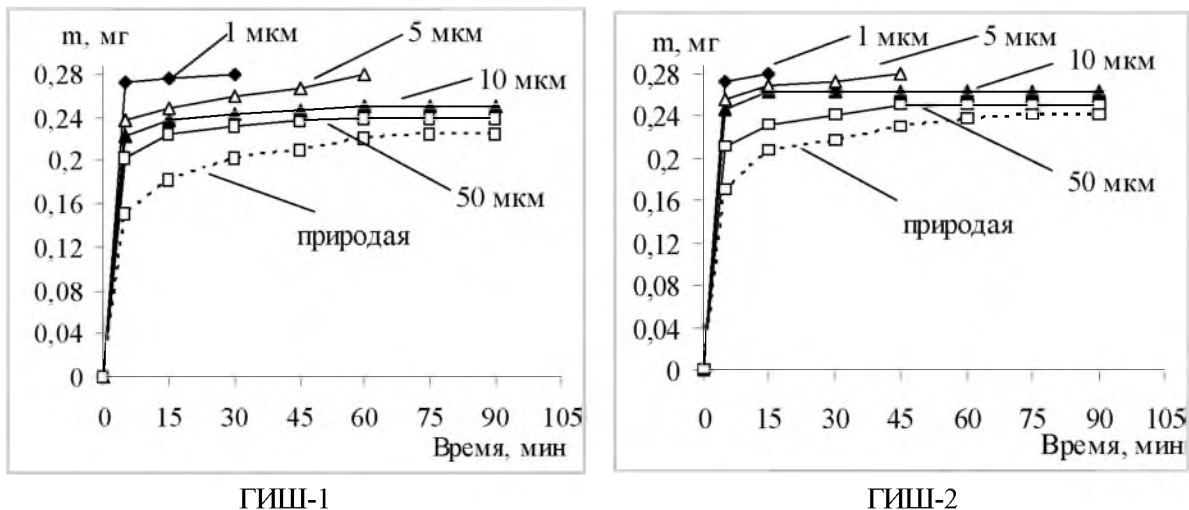 m, мг
1 мкм
5 мкм
0,28
0,24
0,2
0,16
0,12
0,08
0,04
0
10 мкм
50 мкм
природая
0 15 30 45 60 75 90 105
Время, мин
ГИШ-1
m, мг
1 мкм
5 мкм
0,28
0,24
0,2
0,16
0,12
0,08
0,04
0
10 мкм
50 мкм
природая
0 15 30 45 60 75 90 105
Время, мин
ГИШ-2